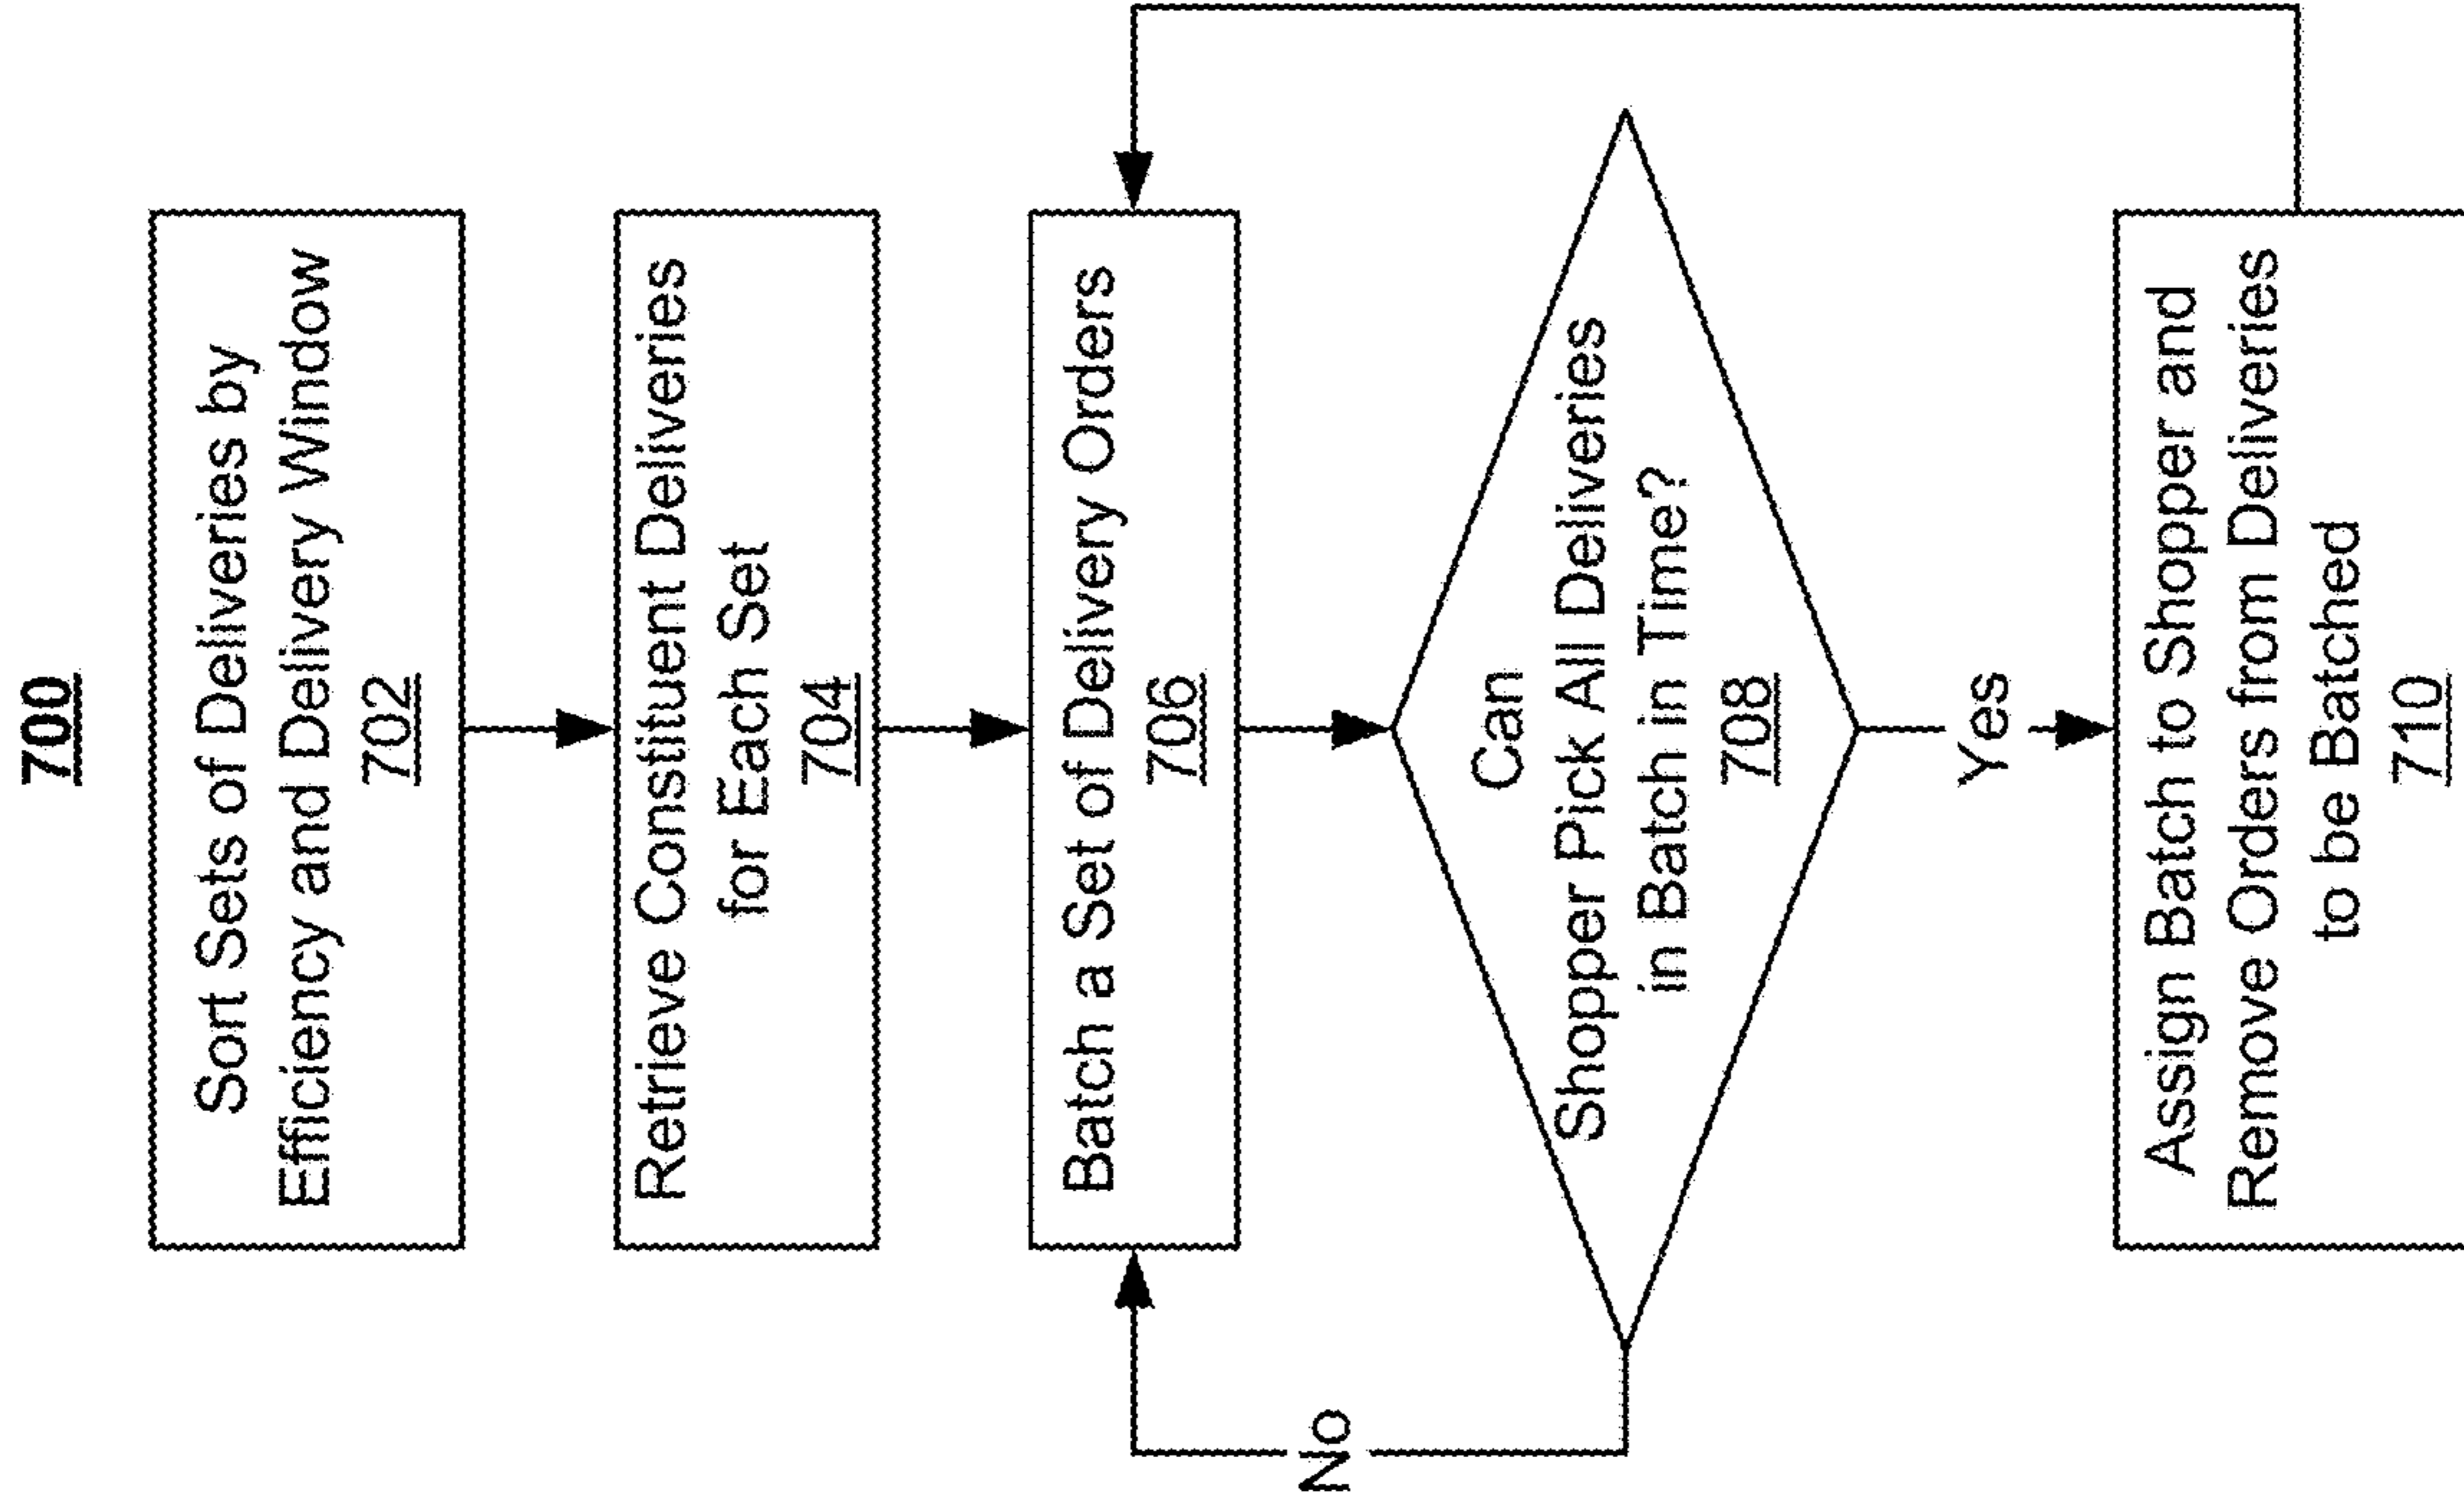 700
Sort Sets of Deliveries by
Efficiency and Delivery Window
702
Retrieve Constituent Deliveries
for Each Set
704
Batch a Set of Delivery Orders
706
Can
Shopper Pick All Deliveries
in Batch in Time?
708
No
Yes
Assign Batch to Shopper and
Remove Orders from Deliveries
to be Batched
710